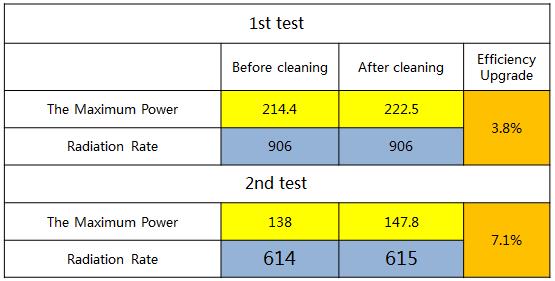 1st test
Before cleaning After cleaning Efficiency
Upgrade
The Maximum Power 214.4 222.5 3.8%
Radiation Rate 906 906
2nd test
The Maximum Power 138 147.8 7.1%
Radiation Rate 614 615